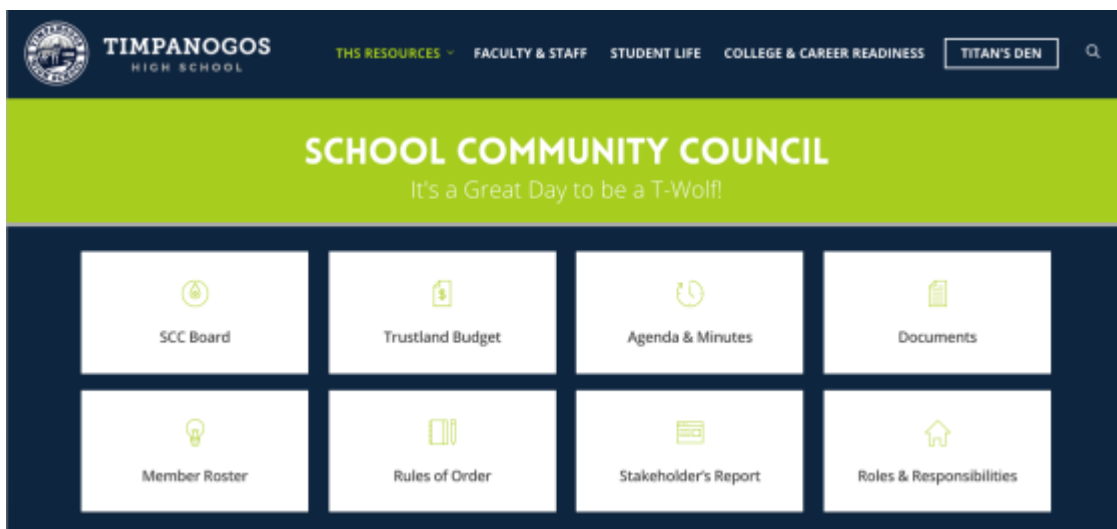 TIMPANOGOS
HIGH SCHOOL
THS RESOURCES FACULTY & STAFF STUDENT LIFE COLLEGE & CAREER READINESS TITAN'S DEN
SCHOOL COMMUNITY COUNCIL
It's a Great Day to be a T-Wolf!
SCC Board Trustland Budget Agenda & Minutes Documents
Member Roster Rules of Order Stakeholder's Report Roles & Responsibilities